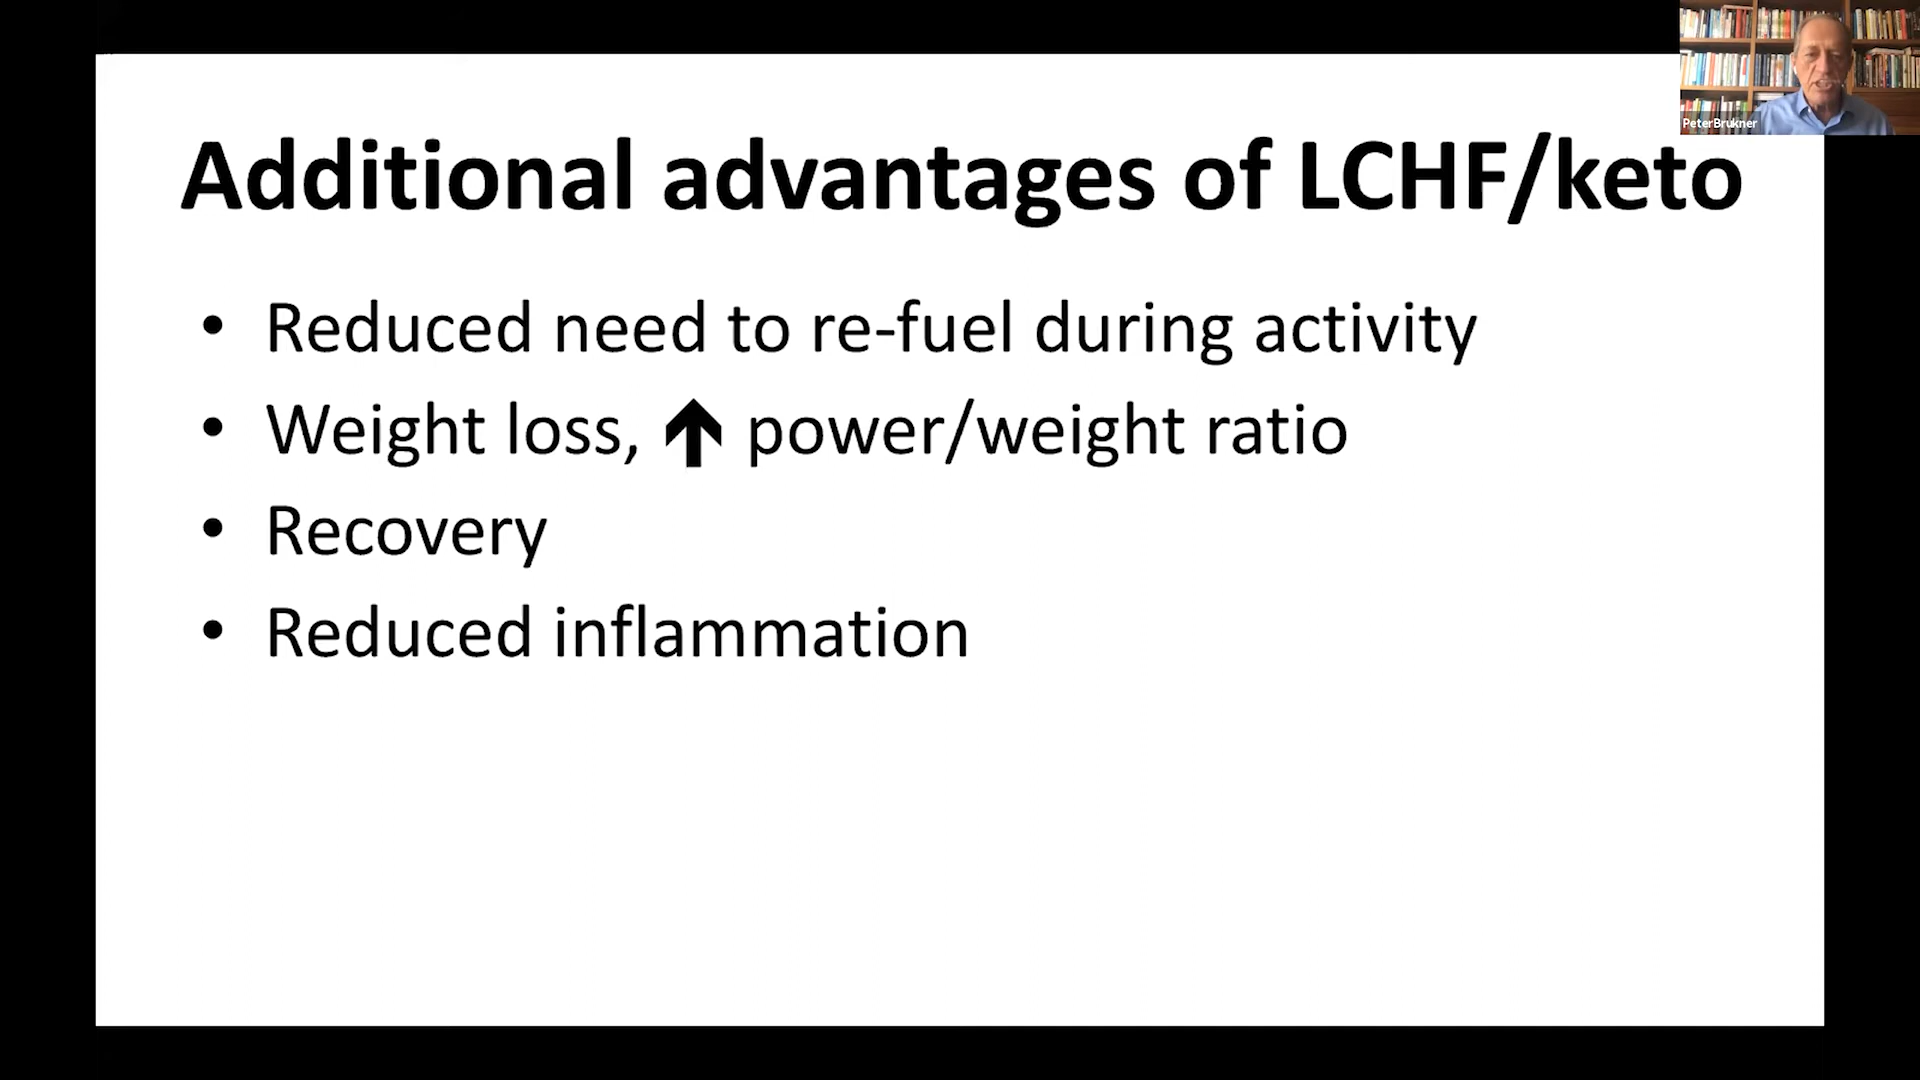 Additional advantages of LCHF/keto
• Reduced need to re-fuel during activity
• Weight loss, ↑ power/weight ratio
• Recovery
• Reduced inflammation
PeterBrukner